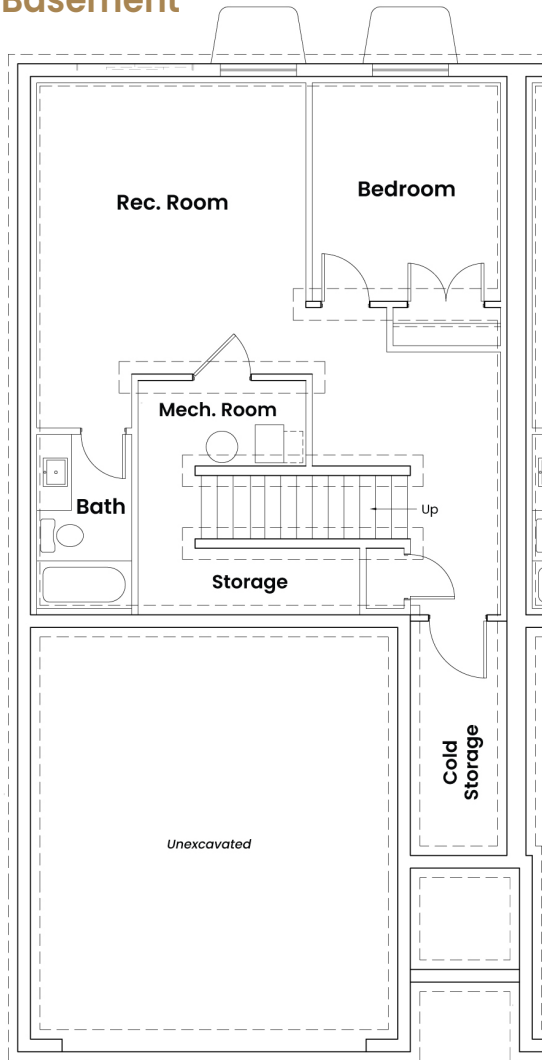 Basement
Rec. Room
Bedroom
Mech. Room
Bath
Up
Storage
Cold
Storage
Unexcavated